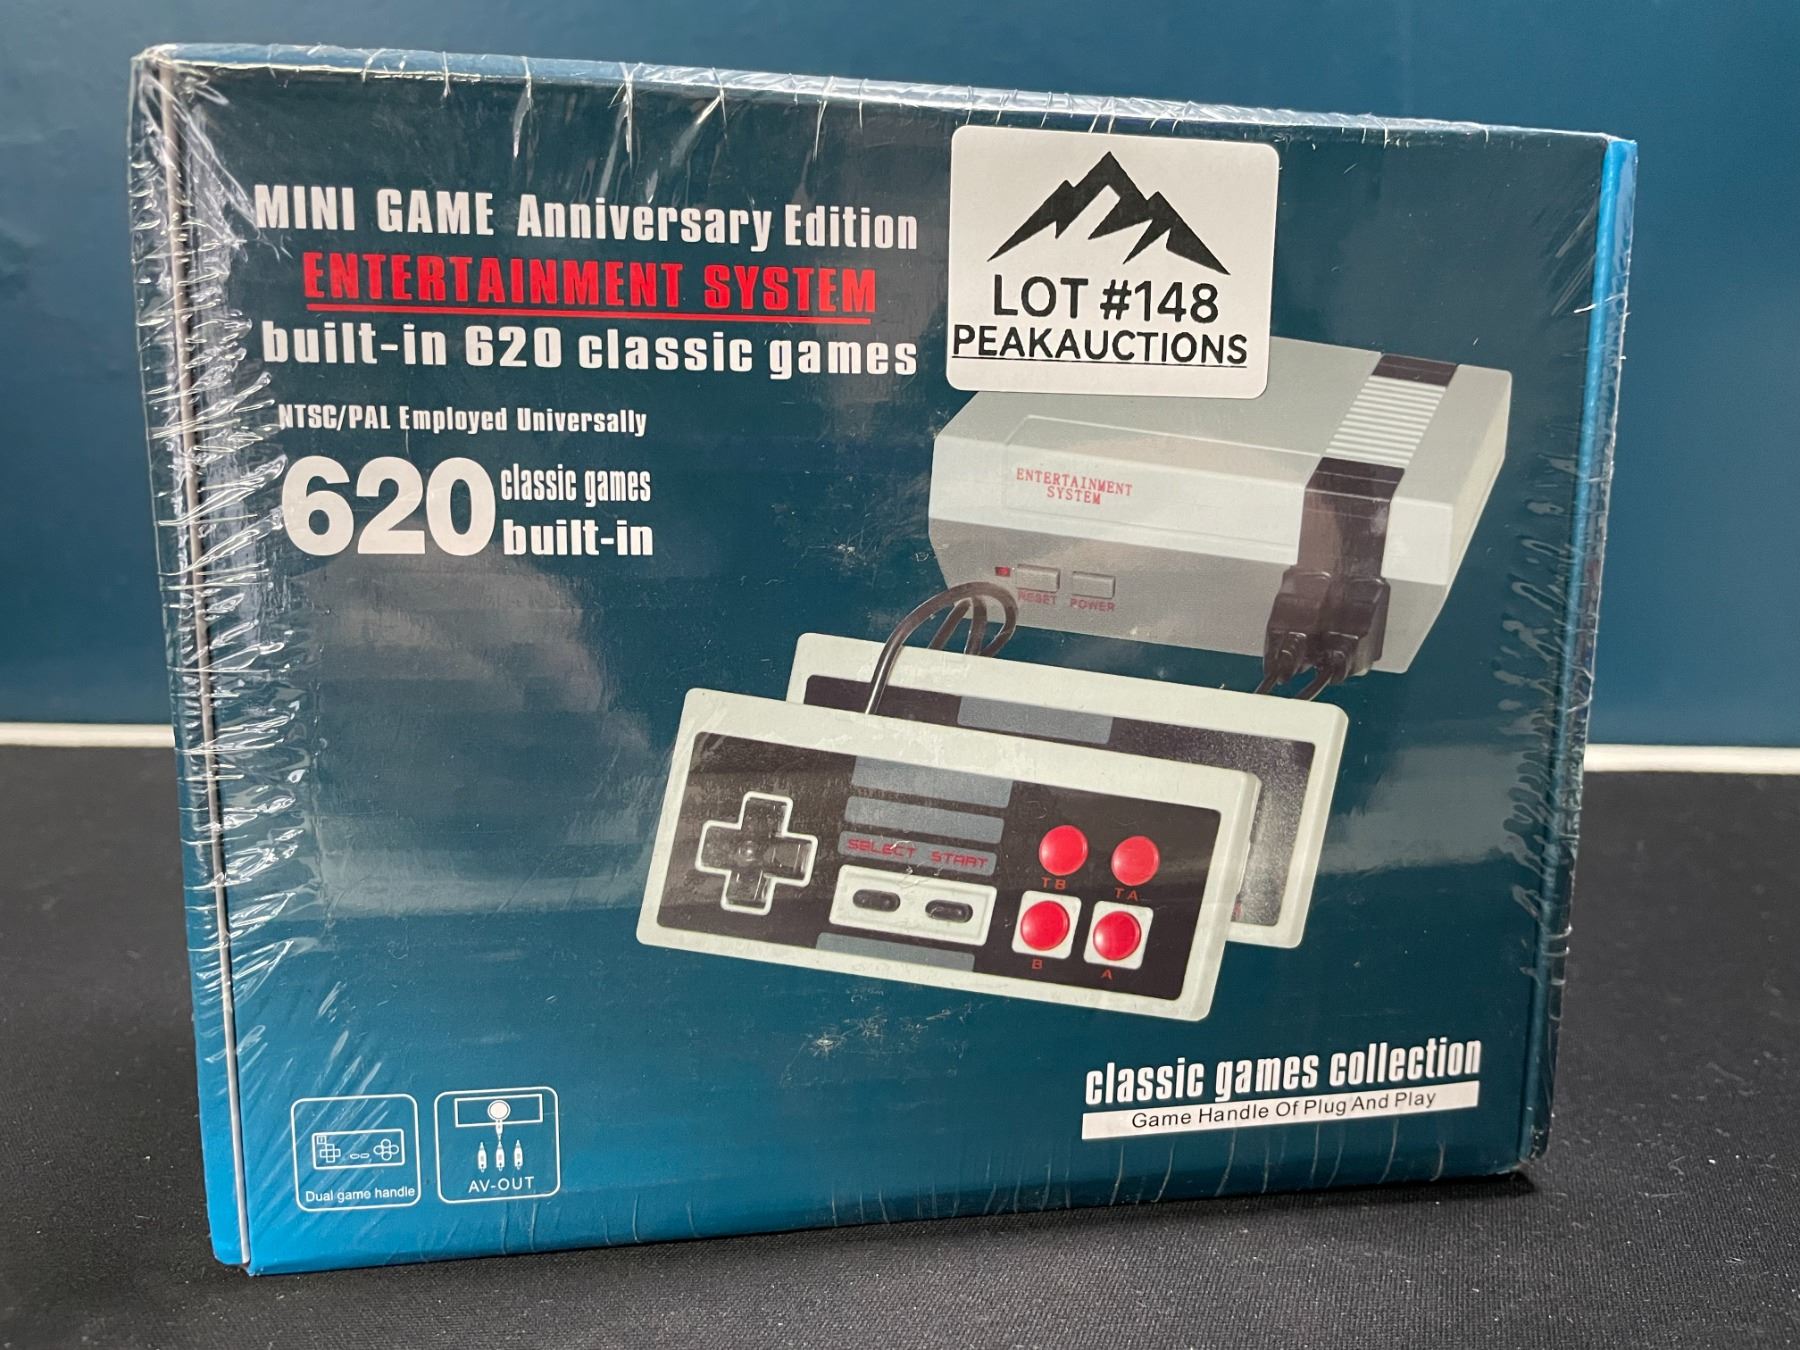 MINI GAME Anniversary Edition
ENTERTAINMENT SYSTEM
built-in 620 classic games
NTSC/PAL Employed Universally
620 classic games
built-in
LOT #148
PEAKAUCTIONS
ENTERTAINMENT
SYSTEM
RESET POWER
SELECT START
TB TA
B A
classic games collection
Game Handle Of Plug And Play
Dual game handle
AV-OUT